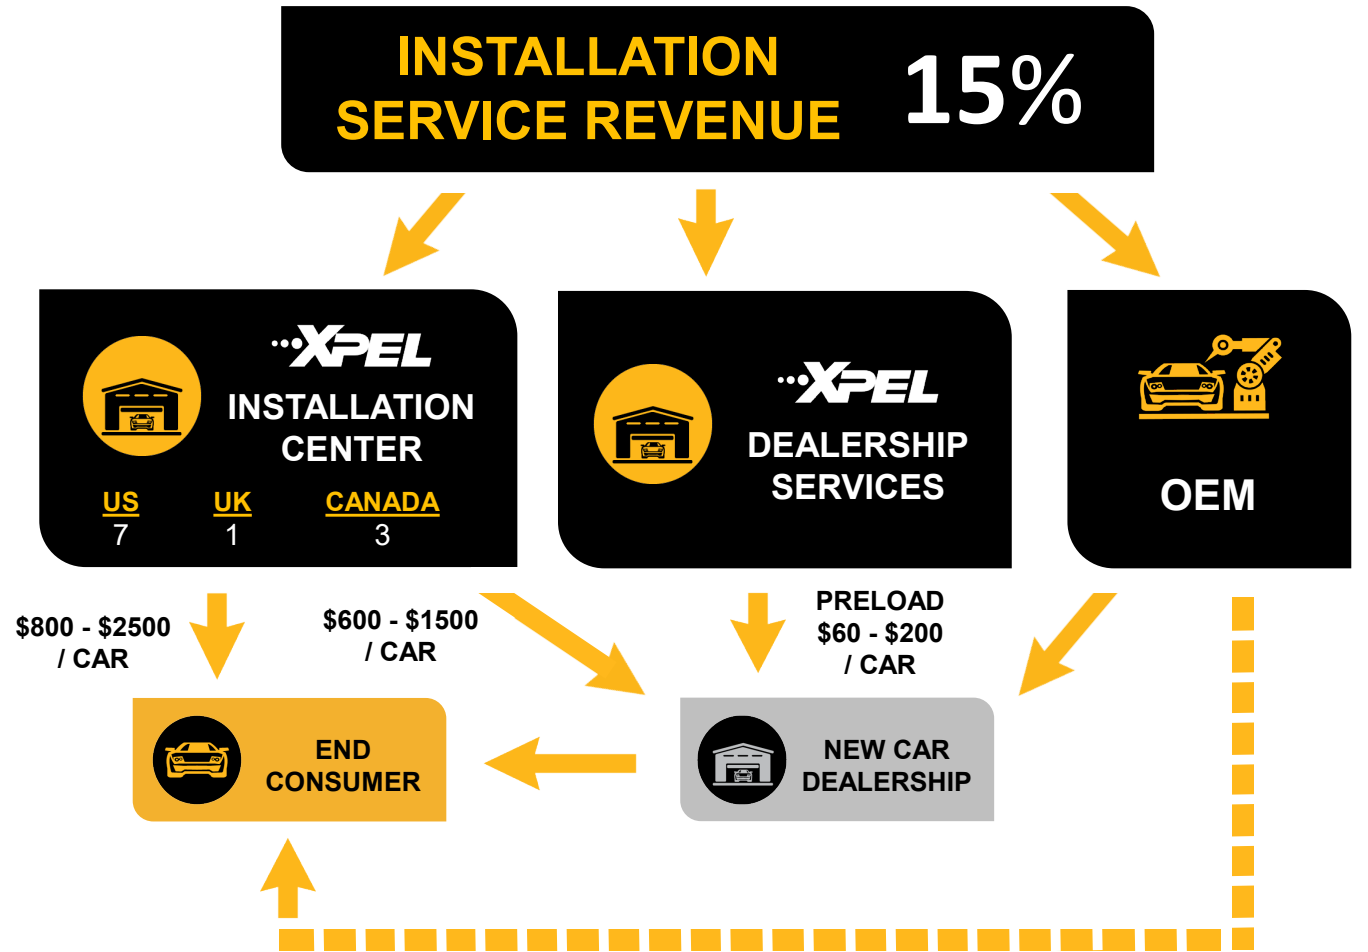 INSTALLATION
SERVICE REVENUE
15%
XPEL
INSTALLATION
CENTER
US
UK
CANADA
7
1
3
XPEL
DEALERSHIP
SERVICES
OEM
$800 - $2500
/ CAR
$600 - $1500
/ CAR
PRELOAD
$60 - $200
/ CAR
END
CONSUMER
NEW CAR
DEALERSHIP